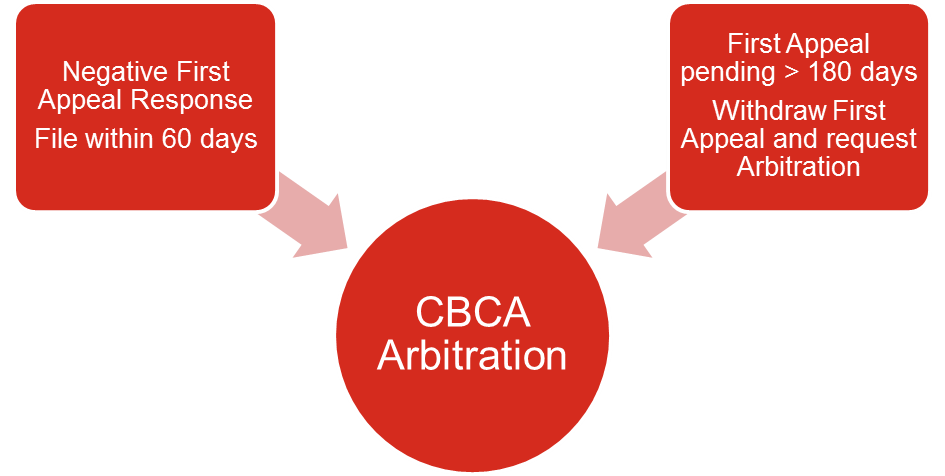 Negative First
Appeal Response
File within 60 days
First Appeal
pending > 180 days
Withdraw First
Appeal and request
Arbitration
CBCA
Arbitration